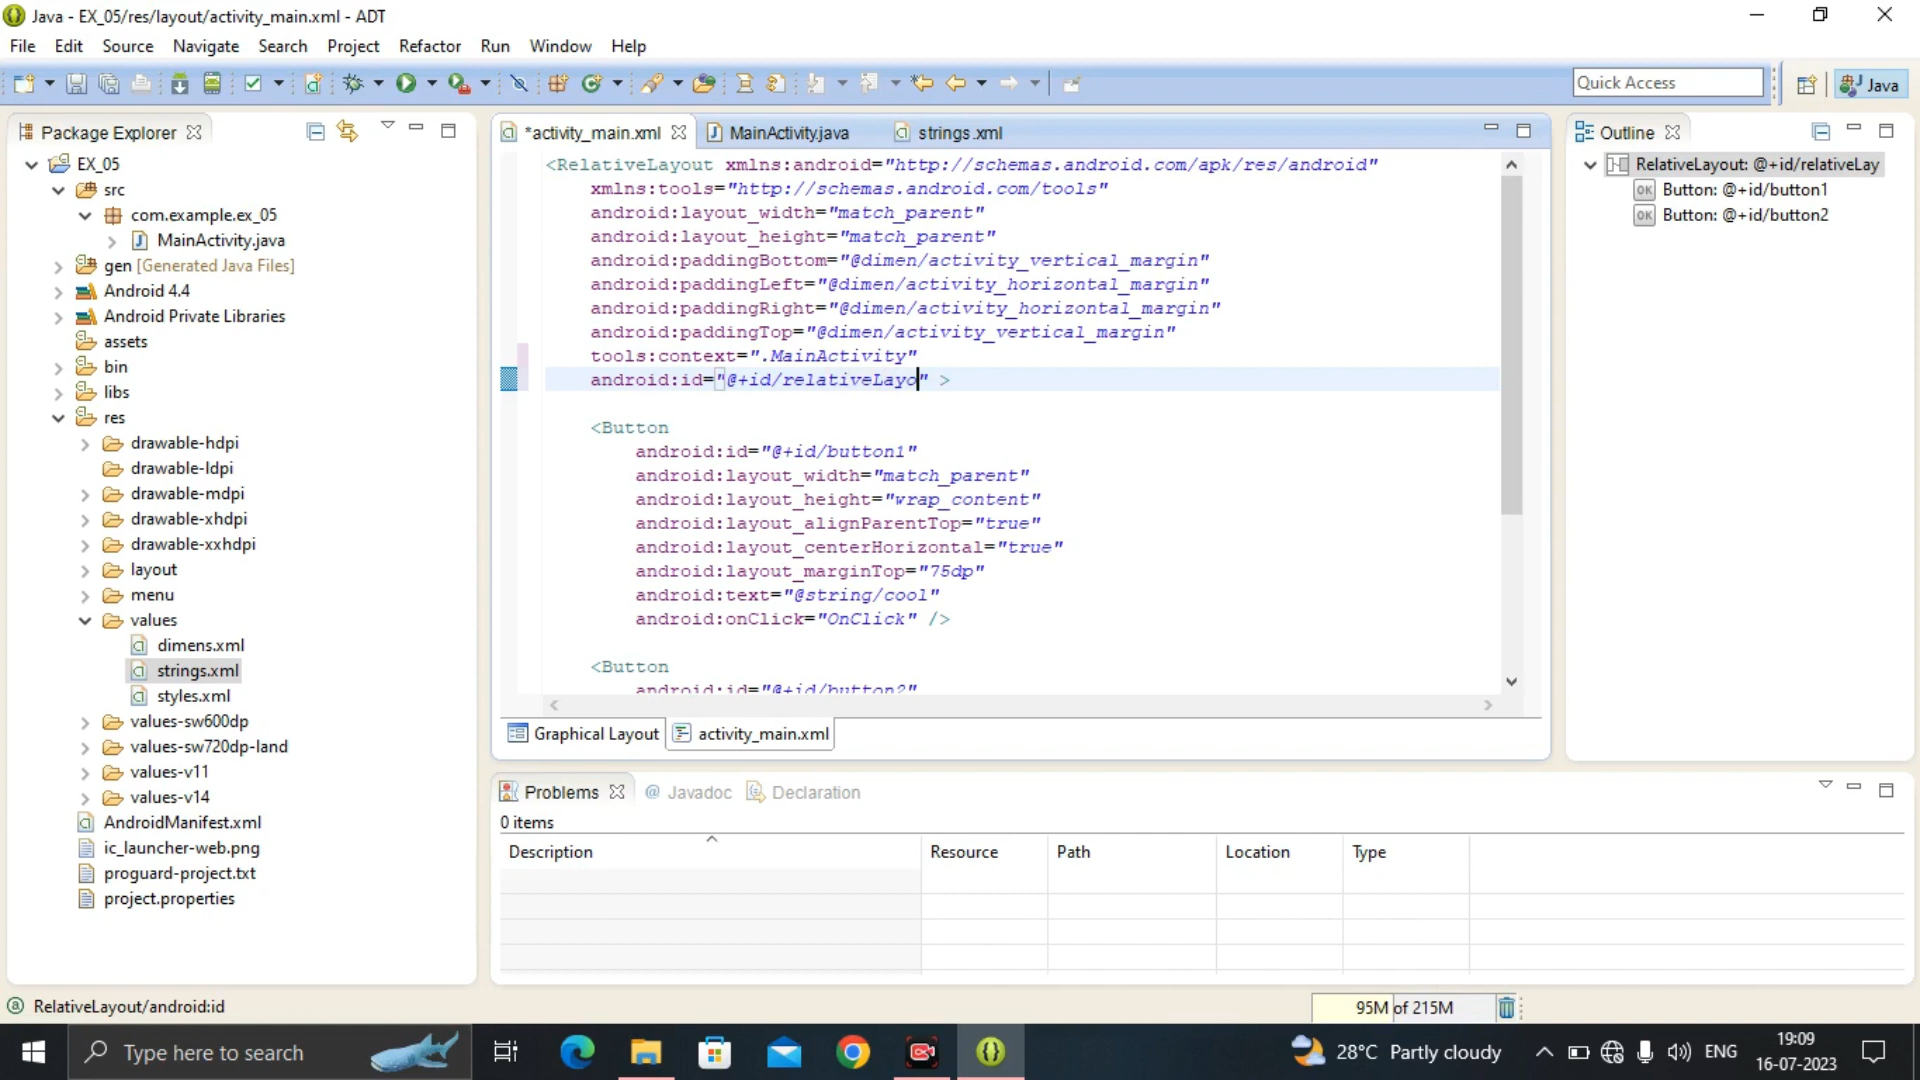 Java - EX_05/res/layout/activity_main.xml - ADT
File Edit Source Navigate Search Project Refactor Run Window Help
Quick Access
Java
Package Explorer
EX_05
src
com.example.ex_05
MainActivity.java
gen [Generated Java Files]
Android 4.4
Android Private Libraries
assets
bin
libs
res
drawable-hdpi
drawable-ldpi
drawable-mdpi
drawable-xhdpi
drawable-xxhdpi
layout
menu
values
dimens.xml
strings.xml
styles.xml
values-sw600dp
values-sw720dp-land
values-v11
values-v14
AndroidManifest.xml
ic_launcher-web.png
proguard-project.txt
project.properties
*activity_main.xml MainActivity.java strings.xml
<RelativeLayout xmlns:android="http://schemas.android.com/apk/res/android"
xmlns:tools="http://schemas.android.com/tools"
android:layout_width="match_parent"
android:layout_height="match_parent"
android:paddingBottom="@dimen/activity_vertical_margin"
android:paddingLeft="@dimen/activity_horizontal_margin"
android:paddingRight="@dimen/activity_horizontal_margin"
android:paddingTop="@dimen/activity_vertical_margin"
tools:context=".MainActivity"
android:id="@+id/relativeLayo" >
<Button
android:id="@+id/button1"
android:layout_width="match_parent"
android:layout_height="wrap_content"
android:layout_alignParentTop="true"
android:layout_centerHorizontal="true"
android:layout_marginTop="75dp"
android:text="@string/cool"
android:onClick="OnClick" />
<Button
android:id="@+id/button2"
Graphical Layout activity_main.xml
Outline
RelativeLayout: @+id/relativeLay
OK Button: @+id/button1
OK Button: @+id/button2
Problems @ Javadoc Declaration
0 items
Description Resource Path Location Type
RelativeLayout/android:id
95M of 215M
Type here to search
28°C Partly cloudy
ENG
19:09
16-07-2023